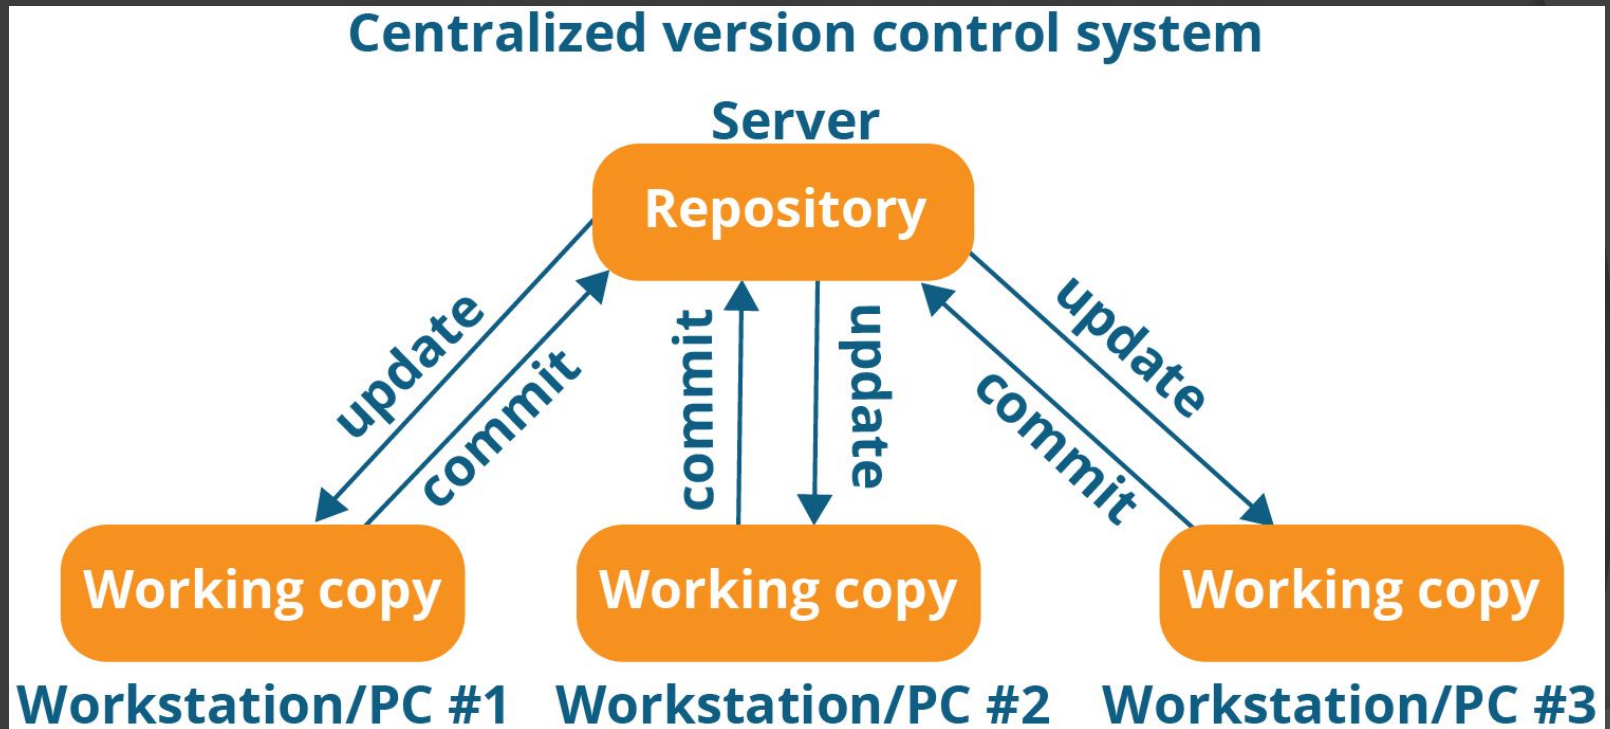 Centralized version control system
Server
Repository
update
commit
commit
update
update
commit
Working copy
Working copy
Working copy
Workstation/PC #1
Workstation/PC #2
Workstation/PC #3